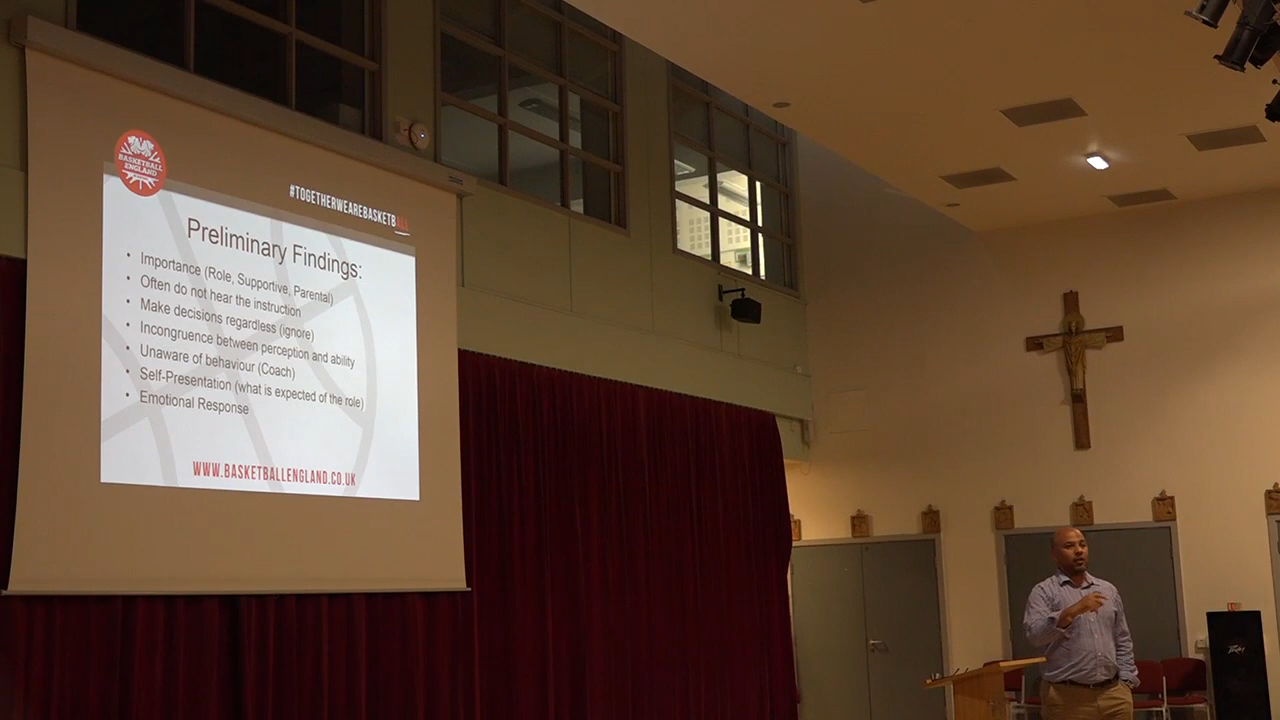 BASKETBALL
ENGLAND
#TOGETHERWEAREBASKETBALL
Preliminary Findings:
• Importance (Role, Supportive, Parental)
• Often do not hear the instruction
• Make decisions regardless (ignore)
• Incongruence between perception and ability
• Unaware of behaviour (Coach)
• Self-Presentation (what is expected of the role)
• Emotional Response
WWW.BASKETBALLENGLAND.CO.UK
PEAVEY